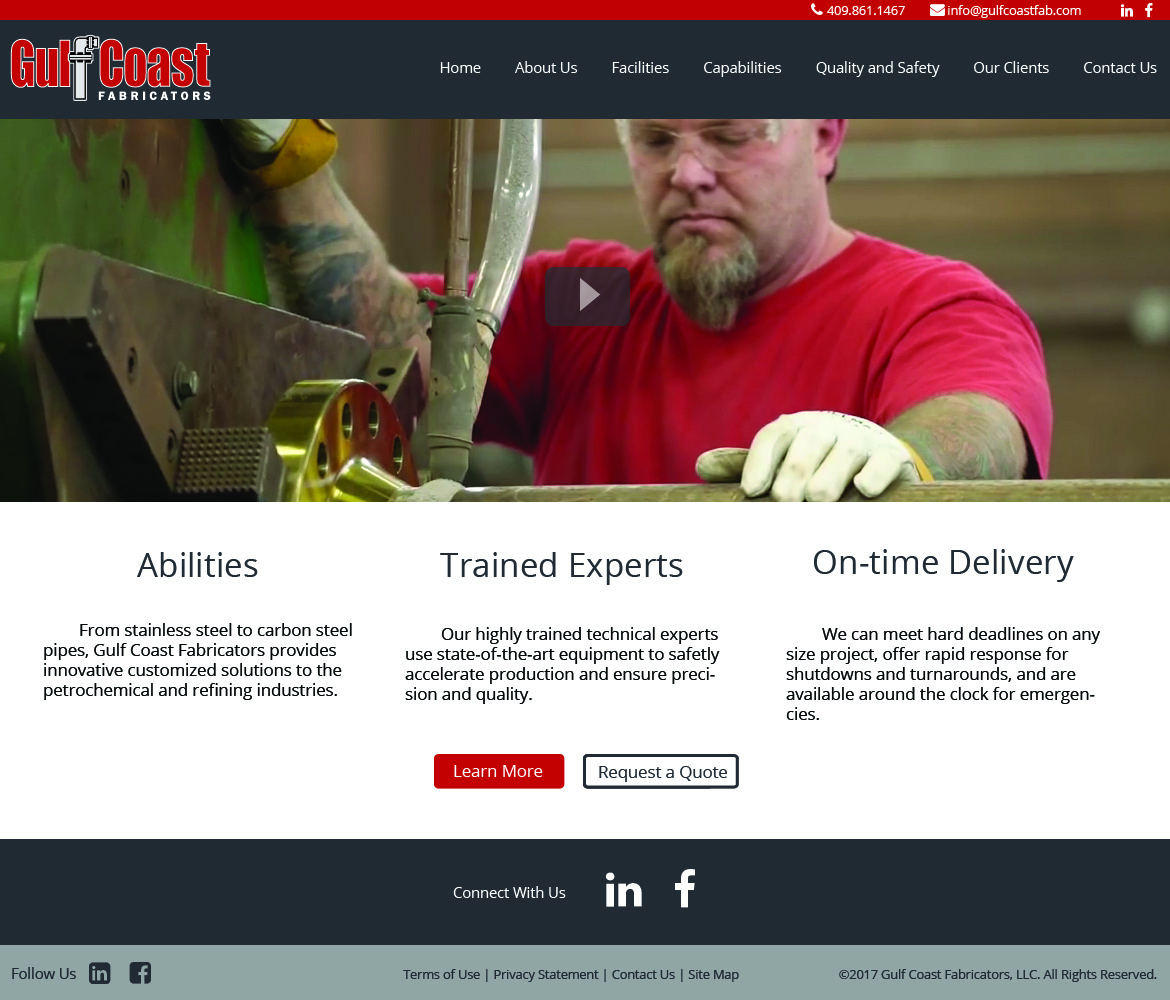 409.861.1467 info@gulfcoastfab.com
Gulf Coast
FABRICATORS
Home About Us Facilities Capabilities Quality and Safety Our Clients Contact Us
Abilities
From stainless steel to carbon steel
pipes, Gulf Coast Fabricators provides
innovative customized solutions to the
petrochemical and refining industries.
Trained Experts
Our highly trained technical experts
use state-of-the-art equipment to safetly
accelerate production and ensure preci-
sion and quality.
On-time Delivery
We can meet hard deadlines on any
size project, offer rapid response for
shutdowns and turnarounds, and are
available around the clock for emergen-
cies.
Learn More Request a Quote
Connect With Us
Follow Us Terms of Use | Privacy Statement | Contact Us | Site Map ©2017 Gulf Coast Fabricators, LLC. All Rights Reserved.